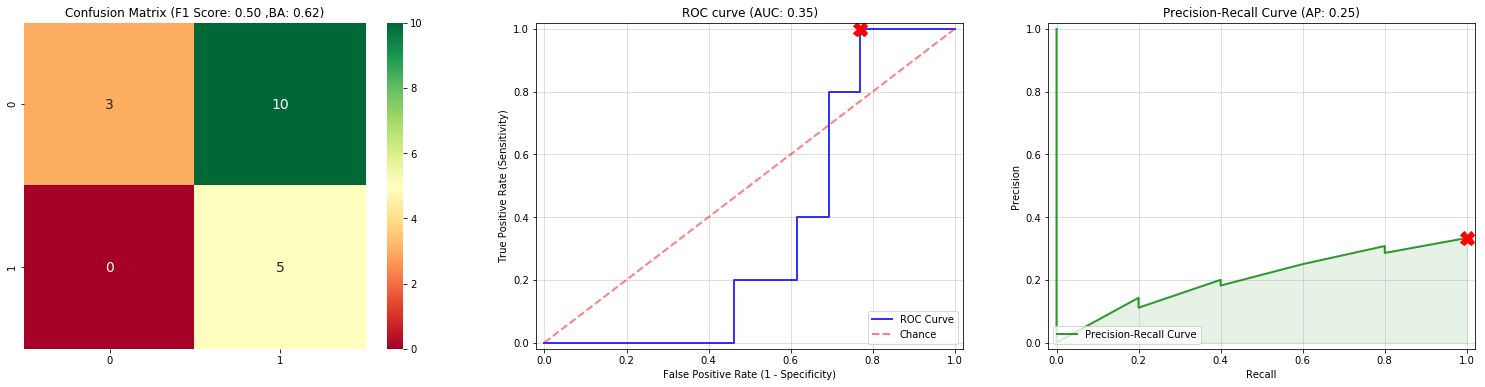 Confusion Matrix (F1 Score: 0.50 ,BA: 0.62)
0
1
3
10
0
5
0
1
10
8
6
4
2
0
ROC curve (AUC: 0.35)
True Positive Rate (Sensitivity)
1.0
0.8
0.6
0.4
0.2
0.0
ROC Curve
Chance
0.0 0.2 0.4 0.6 0.8 1.0
False Positive Rate (1 - Specificity)
Precision-Recall Curve (AP: 0.25)
Precision
1.0
0.8
0.6
0.4
0.2
0.0
Precision-Recall Curve
0.0 0.2 0.4 0.6 0.8 1.0
Recall